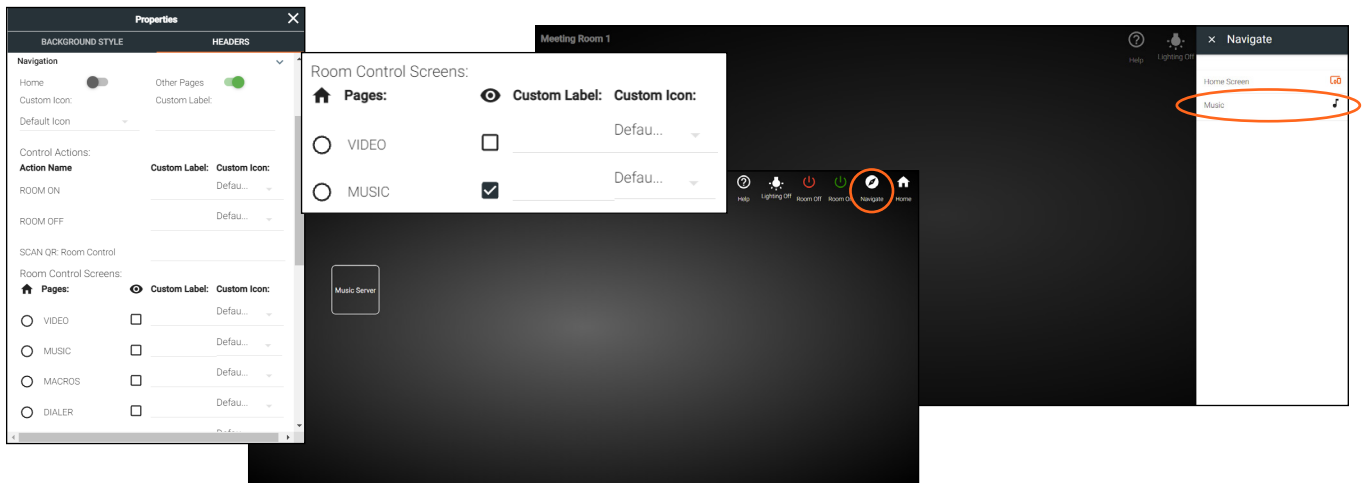 Properties
BACKGROUND STYLE HEADERS
Navigation
Home Other Pages
Custom Icon: Custom Label:
Default Icon
Control Actions:
Action Name Custom Label: Custom Icon:
ROOM ON Defau...
ROOM OFF Defau...
SCAN QR: Room Control
Room Control Screens:
Pages: Custom Label: Custom Icon:
VIDEO Defau...
MUSIC Defau...
MACROS Defau...
DIALER Defau...
Room Control Screens:
Pages: Custom Label: Custom Icon:
VIDEO Defau...
MUSIC Defau...
Help Lighting Off Room Off Room On Navigate Home
Music Server
Meeting Room 1
Help Lighting Off
× Navigate
Home Screen
Music